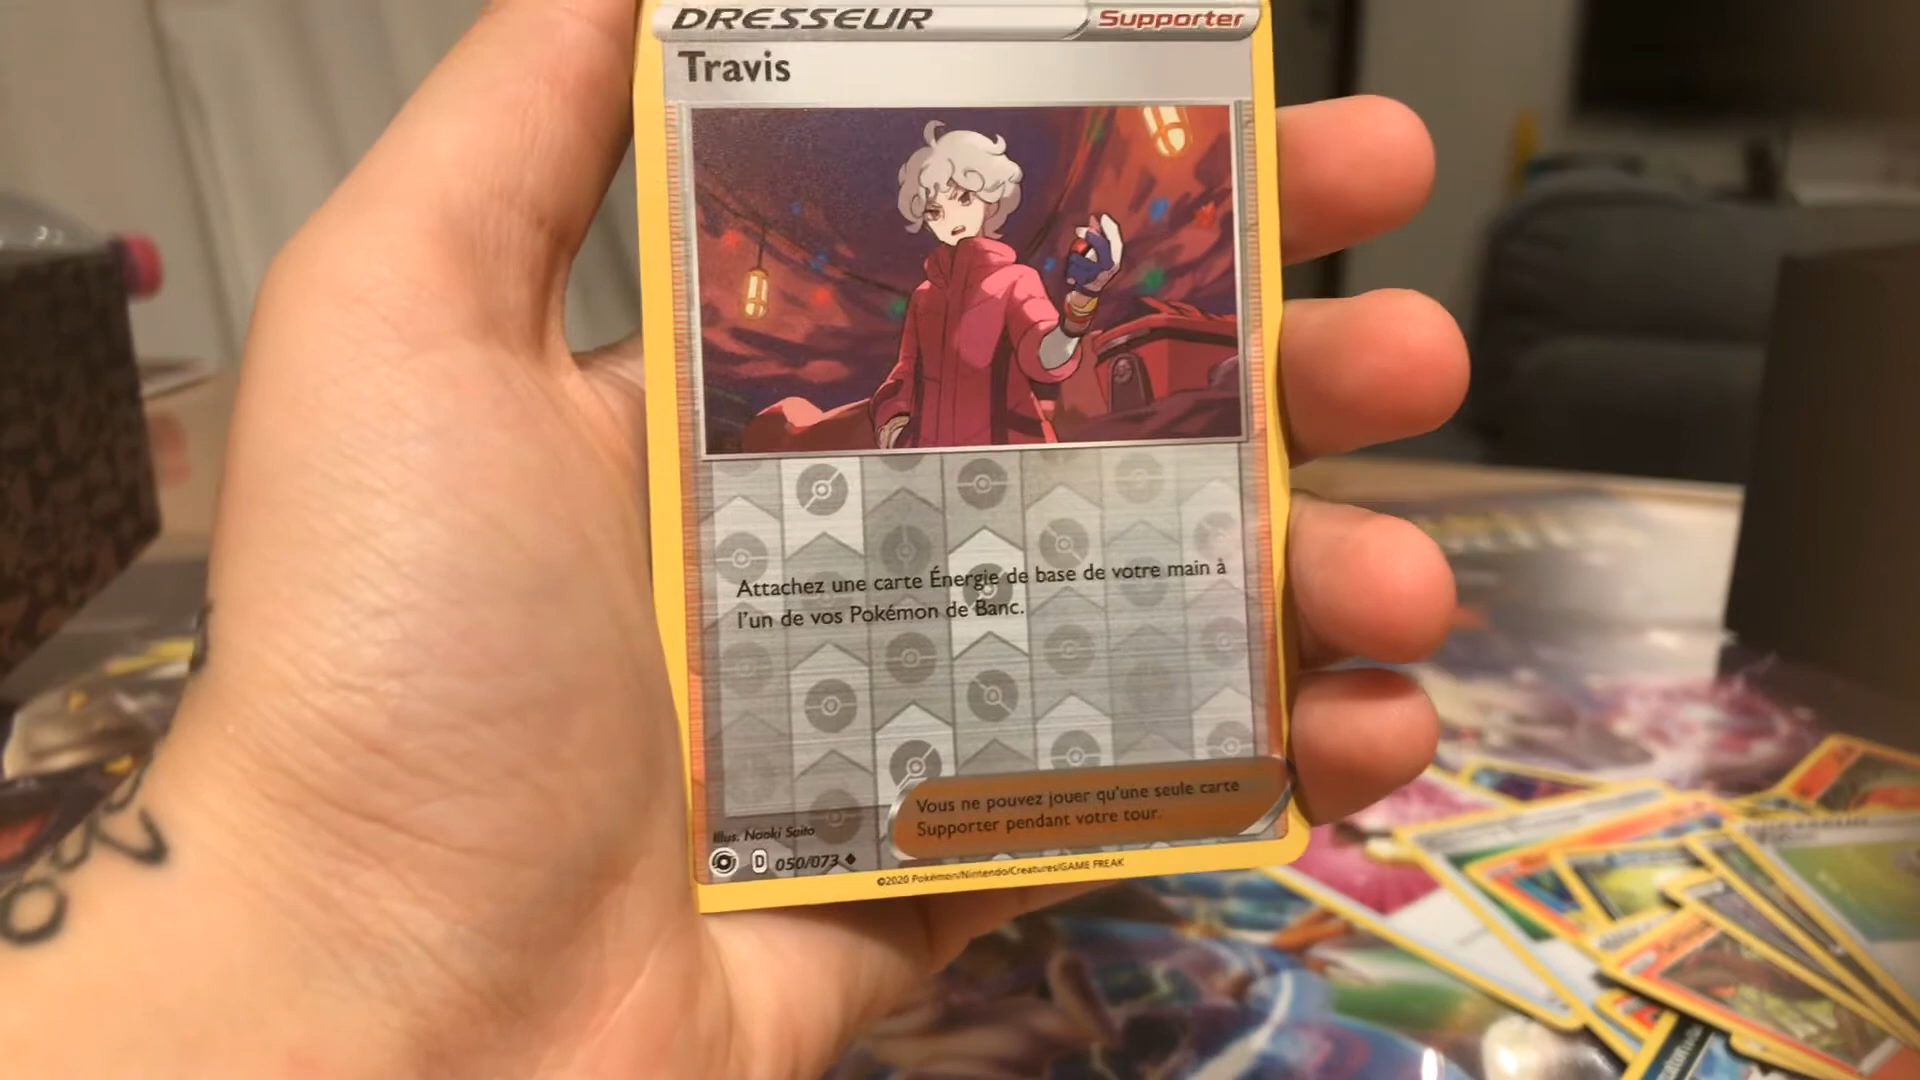 DRESSEUR
Supporter
Travis
Attachez une carte Énergie de base de votre main à
l'un de vos Pokémon de Banc.
Vous ne pouvez jouer qu'une seule carte
Supporter pendant votre tour.
Illus. Naoki Saito
D 050/073
©2020 Pokémon/Nintendo/Creatures/GAME FREAK